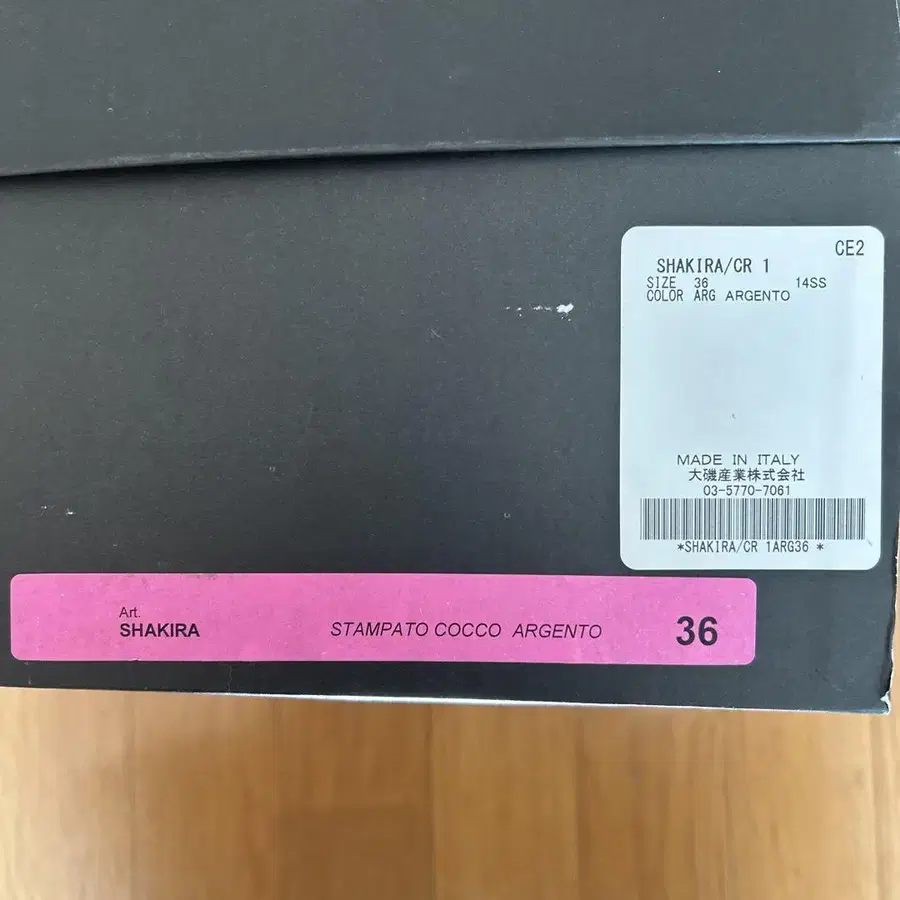 CE2
SHAKIRA/CR 1
SIZE 36 14SS
COLOR ARG ARGENTO
MADE IN ITALY
大磯産業株式会社
03-5770-7061
*SHAKIRA/CR 1ARG36 *
Art.
SHAKIRA STAMPATO COCCO ARGENTO 36